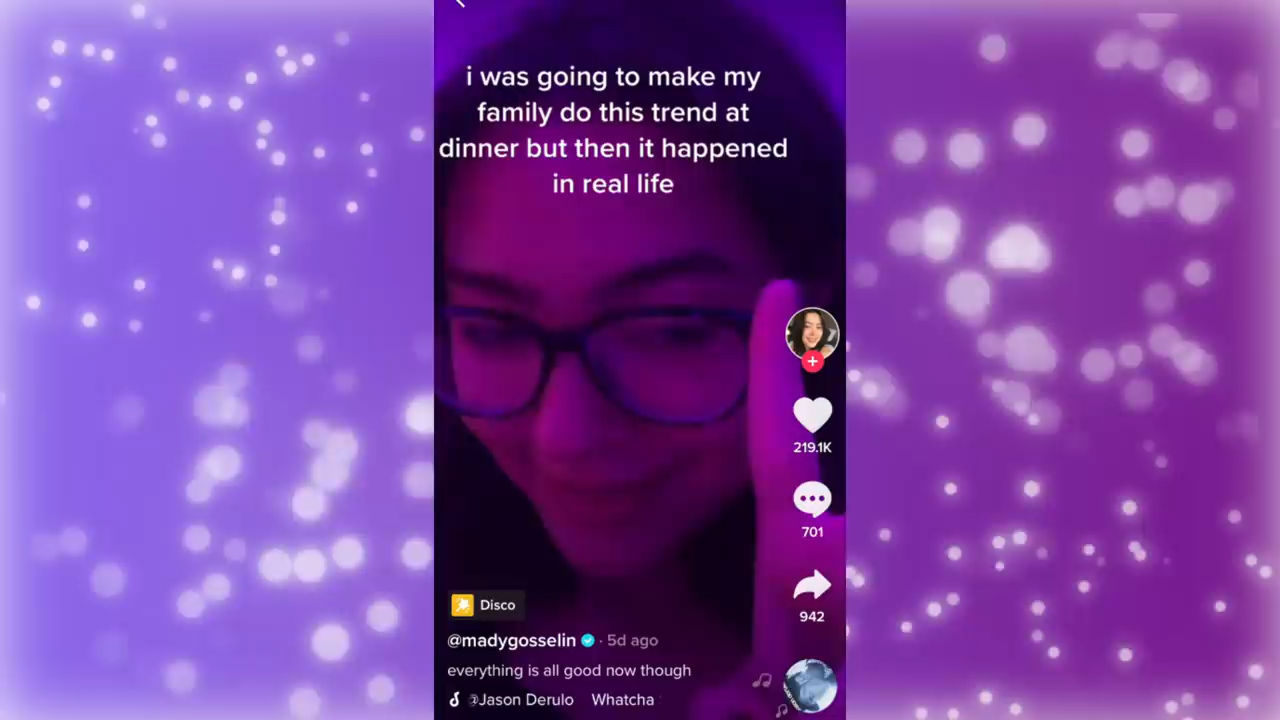 i was going to make my
family do this trend at
dinner but then it happened
in real life
219.1K
701
942
Disco
@madygosselin · 5d ago
everything is all good now though
@Jason Derulo Whatcha